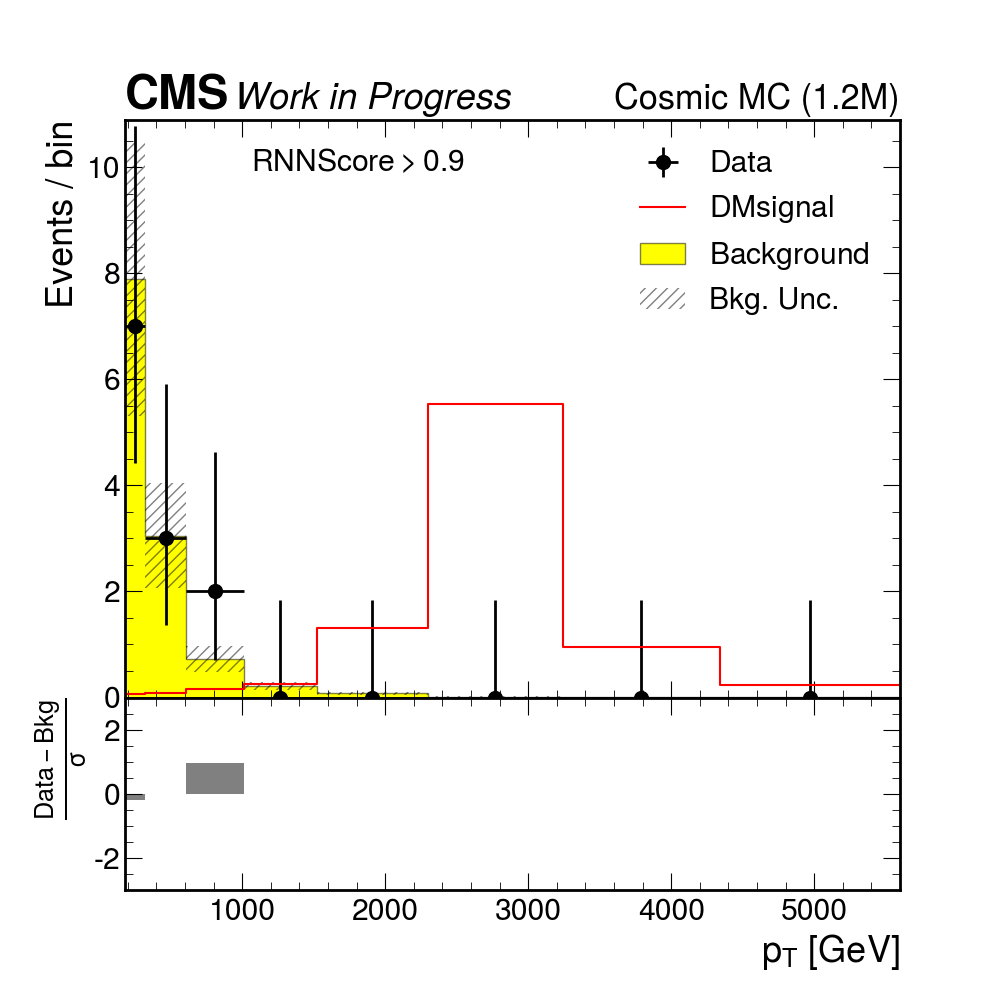 CMS Work in Progress
Cosmic MC (1.2M)
Events / bin
10
8
6
4
2
0
RNNScore > 0.9
Data
DMsignal
Background
Bkg. Unc.
Data − Bkg
σ
2
0
-2
1000 2000 3000 4000 5000
pT [GeV]